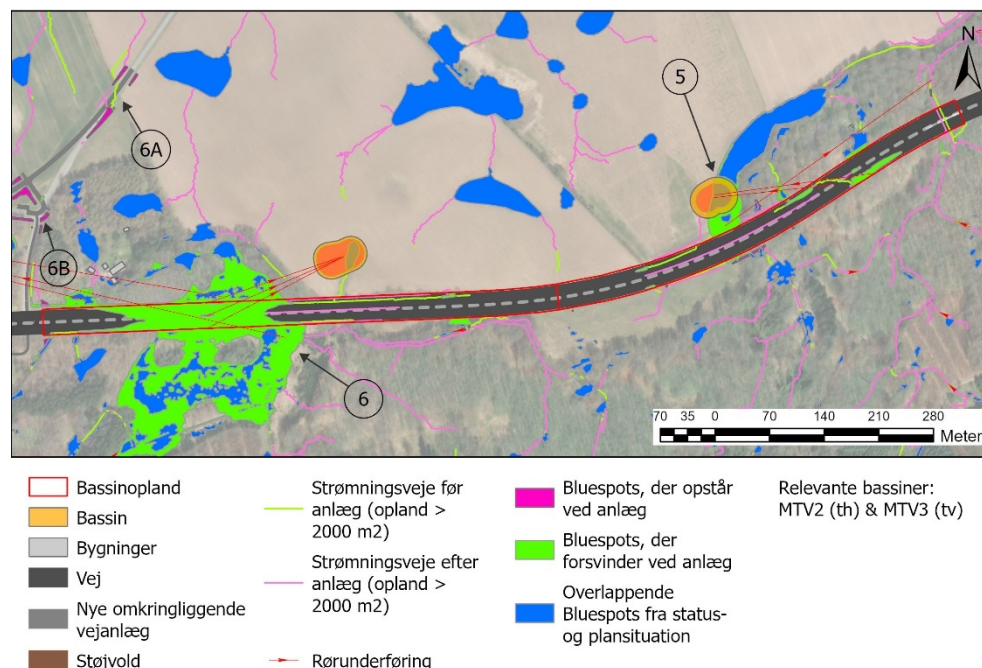 N
5
6A
6B
6
70 35 0 70 140 210 280
Meter
Bassinopland
Bassin
Bygninger
Vej
Nye omkringliggende
vejanlæg
Støjvold
Strømningsveje før
anlæg (opland >
2000 m2)
Strømningsveje efter
anlæg (opland >
2000 m2)
Rørunderføring
Bluespots, der opstår
ved anlæg
Bluespots, der
forsvinder ved anlæg
Overlappende
Bluespots fra status-
og plansituation
Relevante bassiner:
MTV2 (th) & MTV3 (tv)